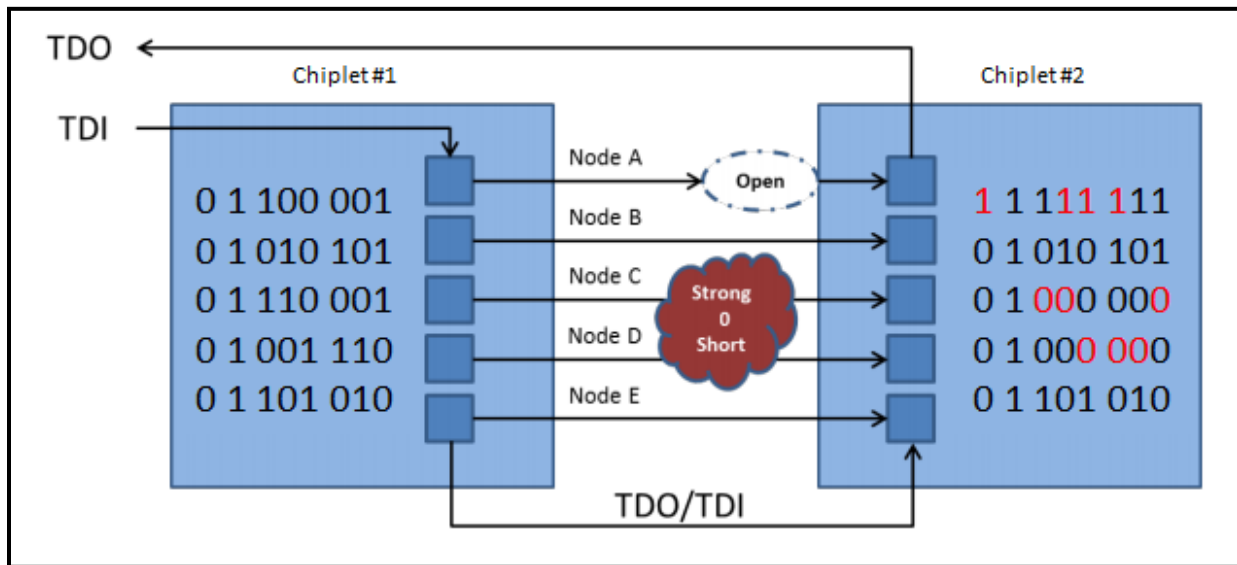 TDO
Chiplet #1
Chiplet #2
TDI
Node A
Open
0 1 100 001
1 1 111 111
Node B
0 1 010 101
0 1 010 101
Node C
Strong
0
Short
0 1 110 001
0 1 000 000
Node D
0 1 001 110
0 1 000 000
Node E
0 1 101 010
0 1 101 010
TDO/TDI